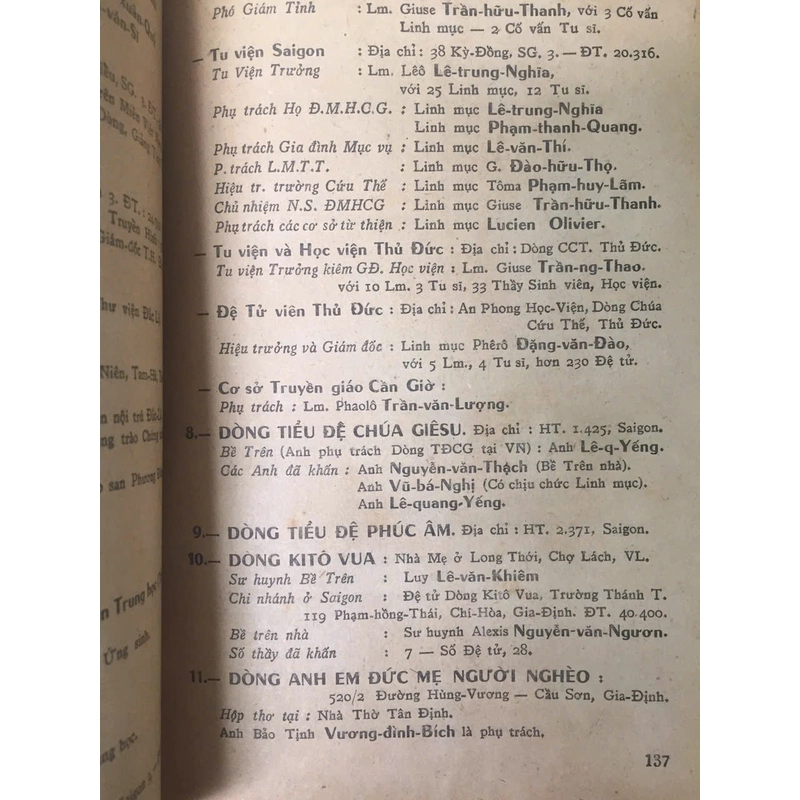 Phó Giám Tỉnh : Lm. Giuse Trần-hữu-Thanh, với 3 Cố vấn
Linh mục — 2 Cố vấn Tu sĩ.
— Tu viện Saigon : Địa chỉ : 38 Kỳ-Đồng, SG. 3. — ĐT. 20.316.
Tu Viện Trưởng : Lm. Lêô Lê-trung-Nghĩa,
với 25 Linh mục, 12 Tu sĩ.
Phụ trách Họ Đ.M.H.C.G. : Linh mục Lê-trung-Nghĩa
Linh mục Phạm-thanh-Quang.
Phụ trách Gia đình Mục vụ : Linh mục Lê-văn-Thí.
P. trách L.M.T.T. : Linh mục G. Đào-hữu-Thọ.
Hiệu tr. trường Cứu Thế : Linh mục Tôma Phạm-huy-Lãm.
Chủ nhiệm N.S. ĐMHCG : Linh mục Giuse Trần-hữu-Thanh.
Phụ trách các cơ sở từ thiện : Linh mục Lucien Olivier.
— Tu viện và Học viện Thủ Đức : Địa chỉ : Dòng CCT. Thủ Đức.
Tu viện Trưởng kiêm GĐ. Học viện : Lm. Giuse Trần-ng-Thao.
với 10 Lm. 3 Tu sĩ, 33 Thầy Sinh viên, Học viện.
— Đệ Tử viên Thủ Đức : Địa chỉ : An Phong Học-Viện, Dòng Chúa
Cứu Thế, Thủ Đức.
Hiệu trưởng và Giám đốc : Linh mục Phêrô Đặng-văn-Đào,
với 5 Lm., 4 Tu sĩ, hơn 230 Đệ tử.
— Cơ sở Truyền giáo Cần Giờ :
Phụ trách : Lm. Phaolô Trần-văn-Lượng.
8.— DÒNG TIỂU ĐỆ CHÚA GIÊSU. Địa chỉ : HT. 1.425, Saigon.
Bề Trên (Anh phụ trách Dòng TĐCG tại VN) : Anh Lê-q-Yếng.
Các Anh đã khấn : Anh Nguyễn-văn-Thạch (Bề Trên nhà).
Anh Vũ-bá-Nghị (Có chịu chức Linh mục).
Anh Lê-quang-Yếng.
9.— DÒNG TIỂU ĐỆ PHÚC ÂM. Địa chỉ : HT. 2.371, Saigon.
10.— DÒNG KITÔ VUA : Nhà Mẹ ở Long Thới, Chợ Lách, VL.
Sư huynh Bề Trên : Luy Lê-văn-Khiêm
Chi nhánh ở Saigon : Đệ tử Dòng Kitô Vua, Trường Thánh T.
119 Phạm-hồng-Thái, Chí-Hòa, Gia-Định. ĐT. 40.400.
Bề trên nhà : Sư huynh Alexis Nguyễn-văn-Ngươn.
Số thầy đã khấn : 7 — Số Đệ tử, 28.
11.— DÒNG ANH EM ĐỨC MẸ NGƯỜI NGHÈO :
520/2 Đường Hùng-Vương — Cầu Sơn, Gia-Định.
Hộp thơ tại : Nhà Thờ Tân Định.
Anh Bảo Tịnh Vương-đình-Bích là phụ trách.
137